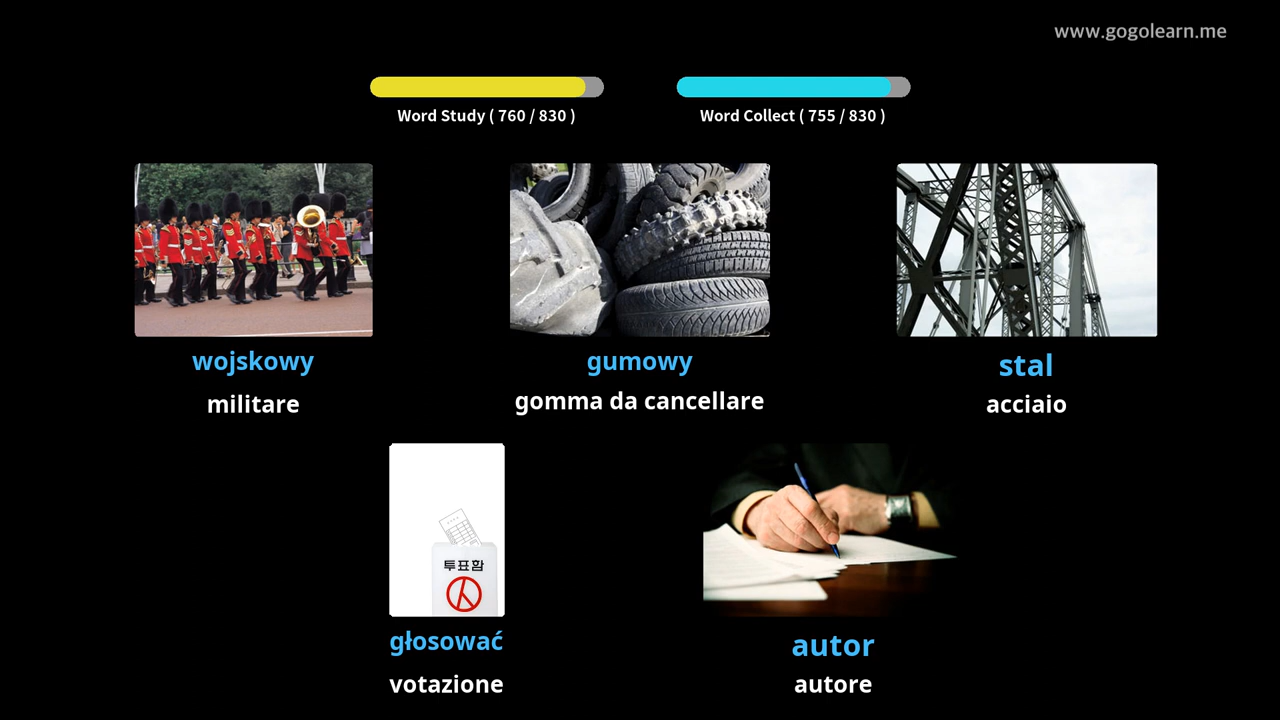 www.gogolearn.me
Word Study ( 760 / 830 )
Word Collect ( 755 / 830 )
wojskowy
militare
gumowy
gomma da cancellare
stal
acciaio
투표함
głosować
votazione
autor
autore